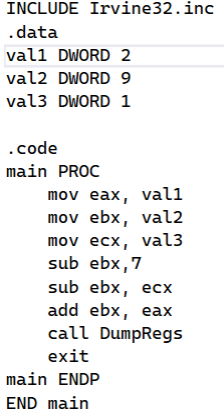 INCLUDE Irvine32.inc
.data
val1 DWORD 2
val2 DWORD 9
val3 DWORD 1
.code
main PROC
mov eax, val1
mov ebx, val2
mov ecx, val3
sub ebx,7
sub ebx, ecx
add ebx, eax
call DumpRegs
exit
main ENDP
END main